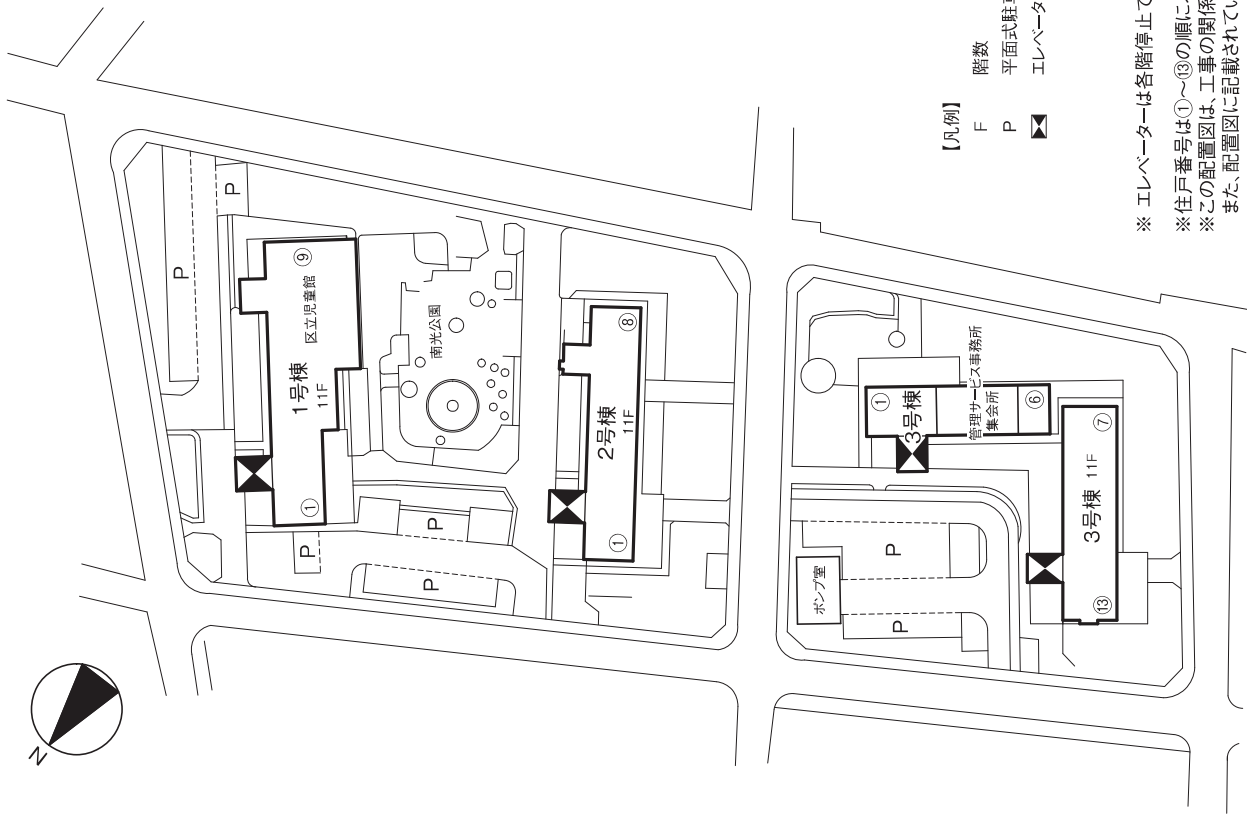 N
P
P
⑨
区立児童館
1号棟
11F
①
P
P
P
南光公園
⑧
2号棟
11F
①
①
3号棟
管理サービス事務所
集会所
⑥
⑦
3号棟 11F
⑬
ポンプ室
P
P
【凡例】
F 階数
P 平面式駐
エレベータ
※ エレベーターは各階停止で
※住戸番号は①~⑬の順に
※この配置図は、工事の関係
また、配置図に記載されてい